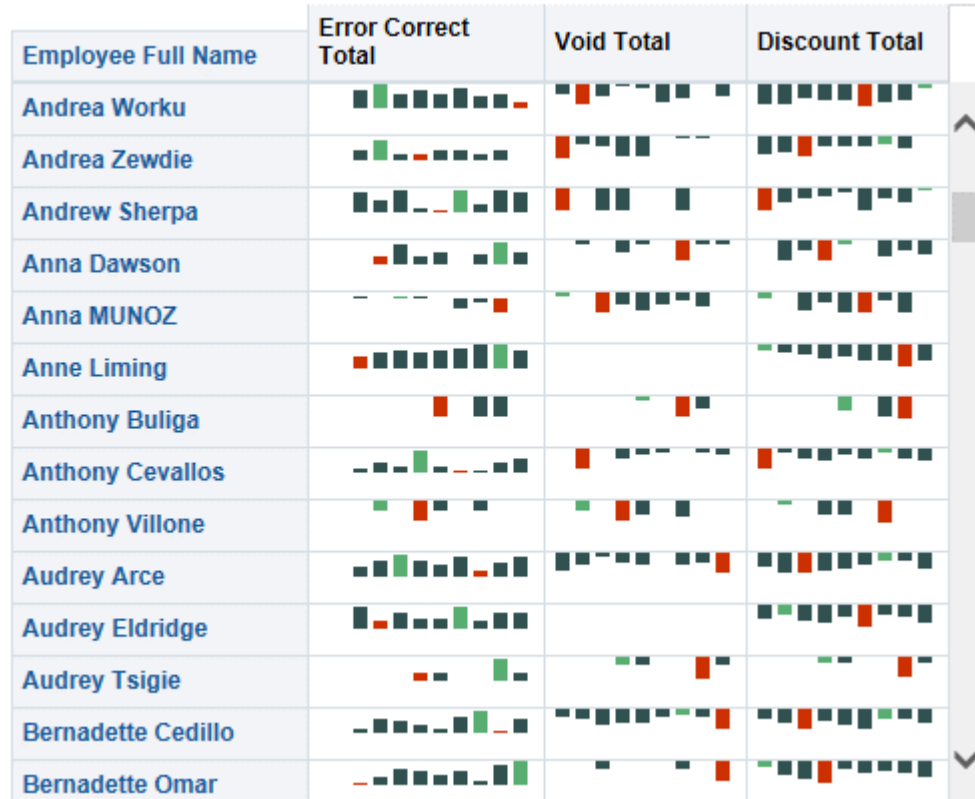 Employee Full Name
Error Correct
Total
Void Total
Discount Total
Andrea Worku
Andrea Zewdie
Andrew Sherpa
Anna Dawson
Anna MUNOZ
Anne Liming
Anthony Buliga
Anthony Cevallos
Anthony Villone
Audrey Arce
Audrey Eldridge
Audrey Tsigie
Bernadette Cedillo
Bernadette Omar